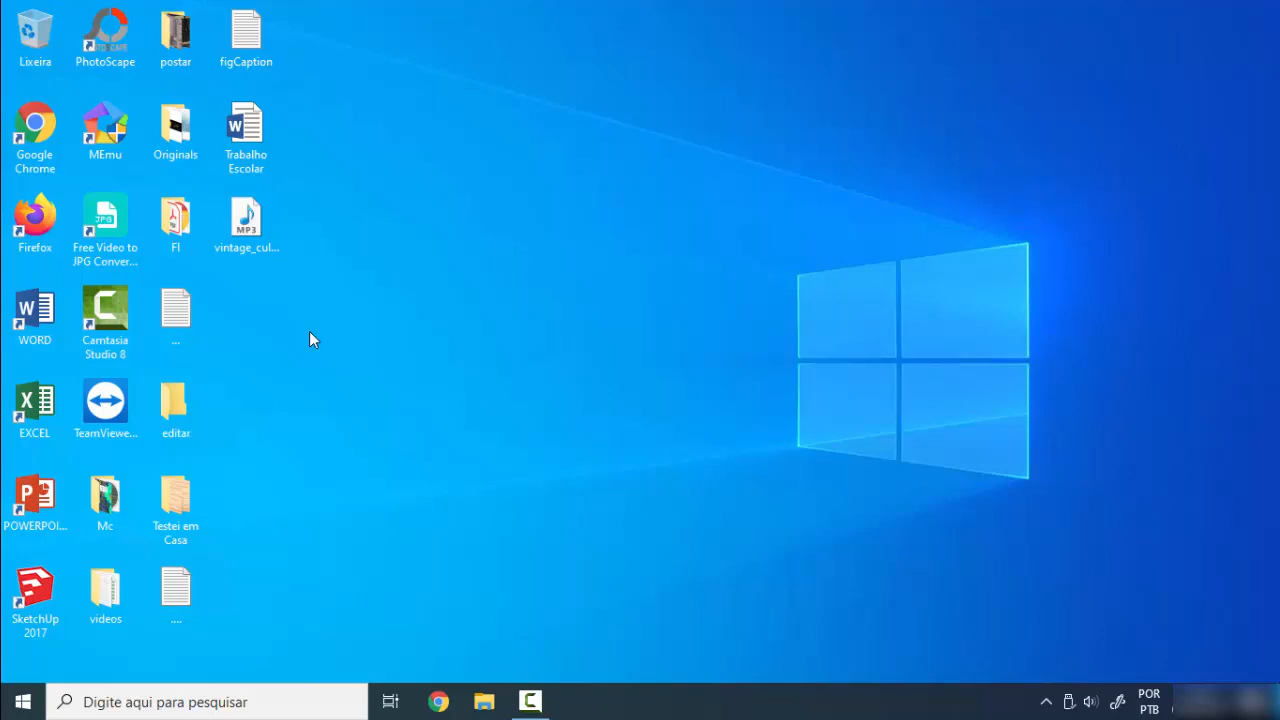 Lixeira
PhotoScape
postar
figCaption
Google
Chrome
MEmu
Originals
Trabalho
Escolar
Firefox
Free Video to
JPG Conver...
FI
vintage_cul...
WORD
Camtasia
Studio 8
...
EXCEL
TeamViewe...
editar
POWERPOI...
Mc
Testei em
Casa
SketchUp
2017
videos
....
Digite aqui para pesquisar
POR
PTB